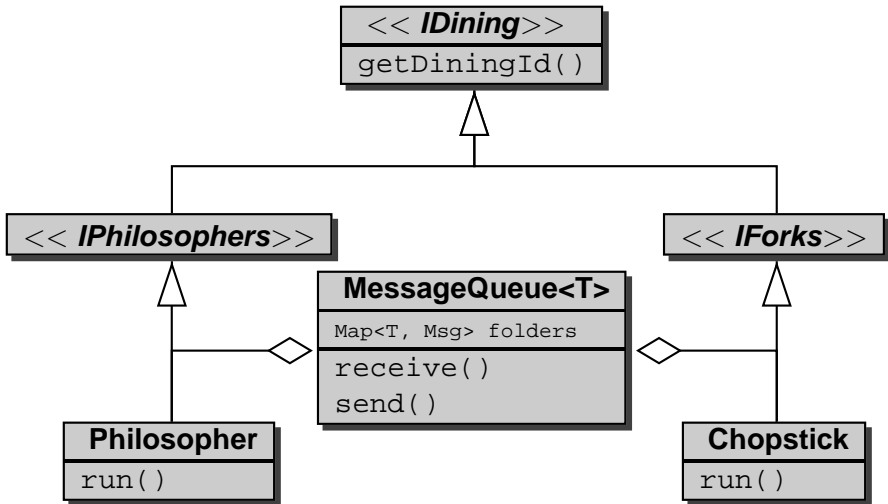 << IDining>>
getDiningId()
<< IPhilosophers>>
<< IForks>>
MessageQueue<T>
Map<T, Msg> folders
receive()
send()
Philosopher
run()
Chopstick
run()